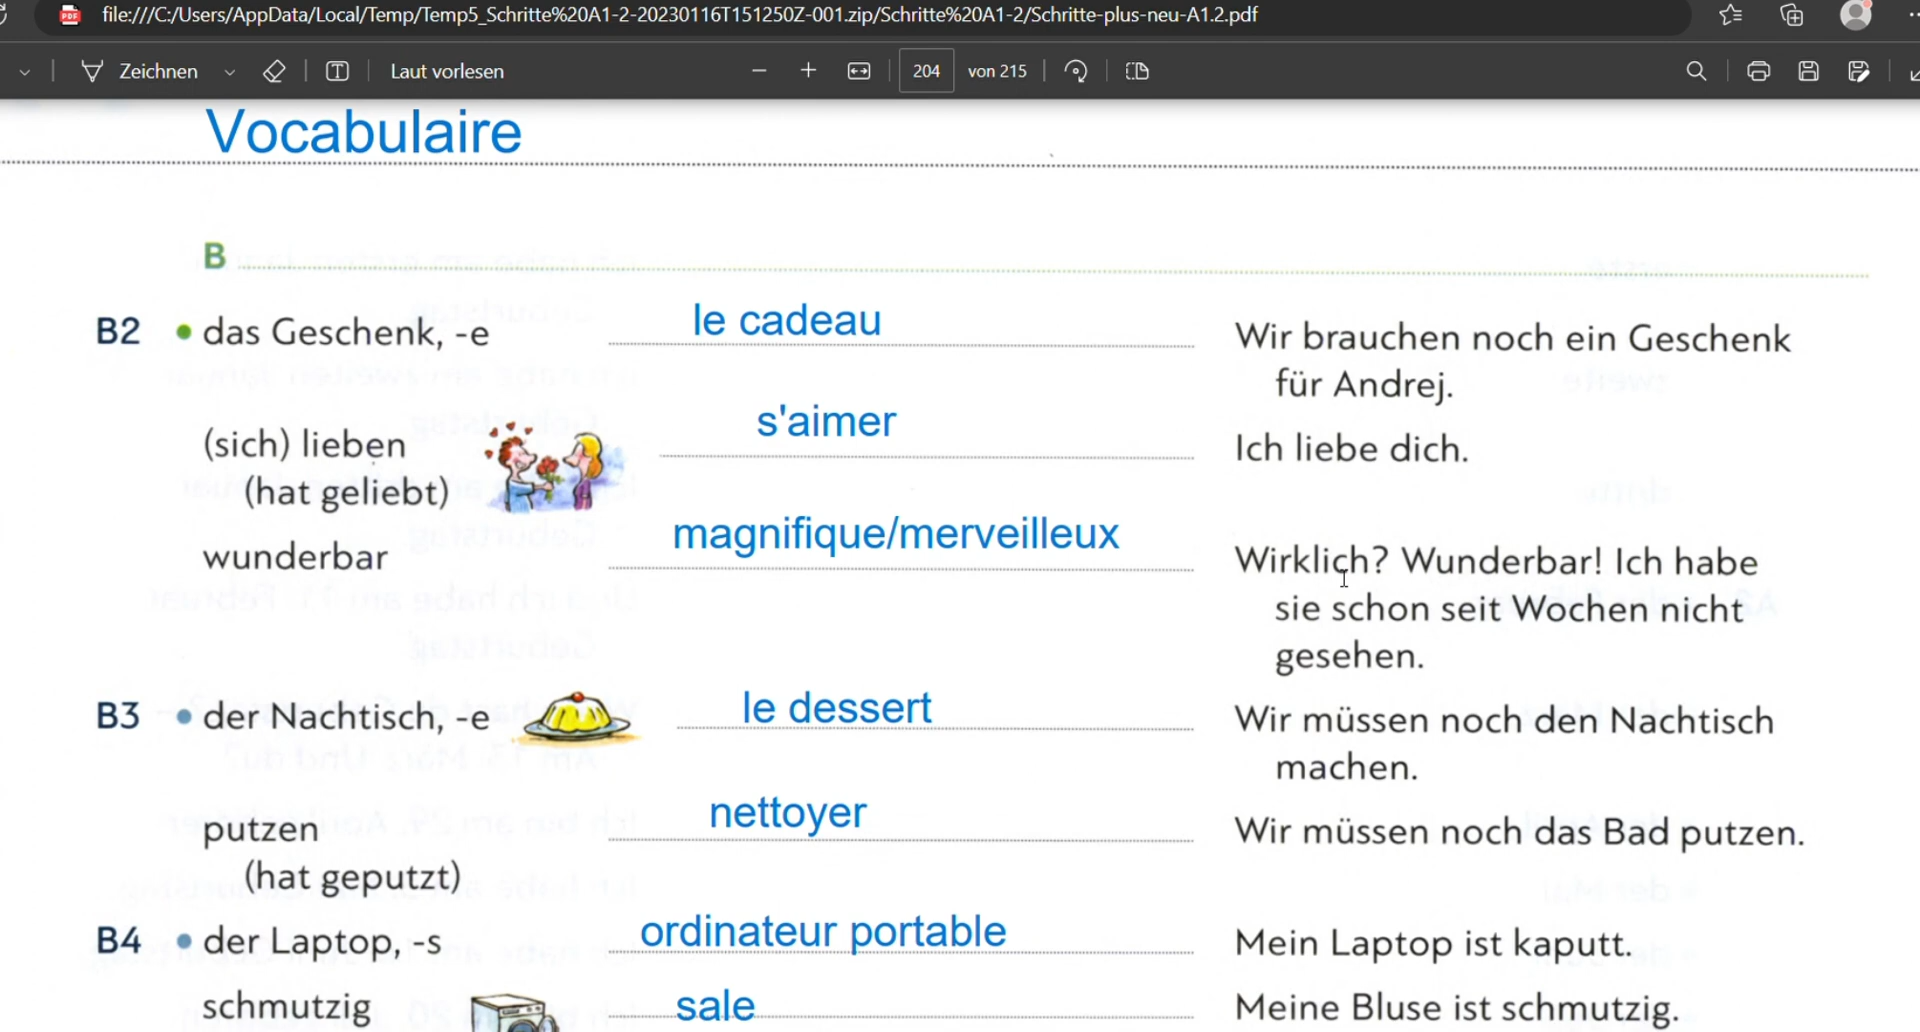 file:///C:/Users/AppData/Local/Temp/Temp5_Schritte%20A1-2-20230116T151250Z-001.zip/Schritte%20A1-2/Schritte-plus-neu-A1.2.pdf
Zeichnen Laut vorlesen 204 von 215
Vocabulaire
B
B2 • das Geschenk, -e le cadeau Wir brauchen noch ein Geschenk
für Andrej.
(sich) lieben s'aimer Ich liebe dich.
(hat geliebt)
wunderbar magnifique/merveilleux Wirklich? Wunderbar! Ich habe
sie schon seit Wochen nicht
gesehen.
B3 • der Nachtisch, -e le dessert Wir müssen noch den Nachtisch
machen.
putzen nettoyer Wir müssen noch das Bad putzen.
(hat geputzt)
B4 • der Laptop, -s ordinateur portable Mein Laptop ist kaputt.
schmutzig sale Meine Bluse ist schmutzig.